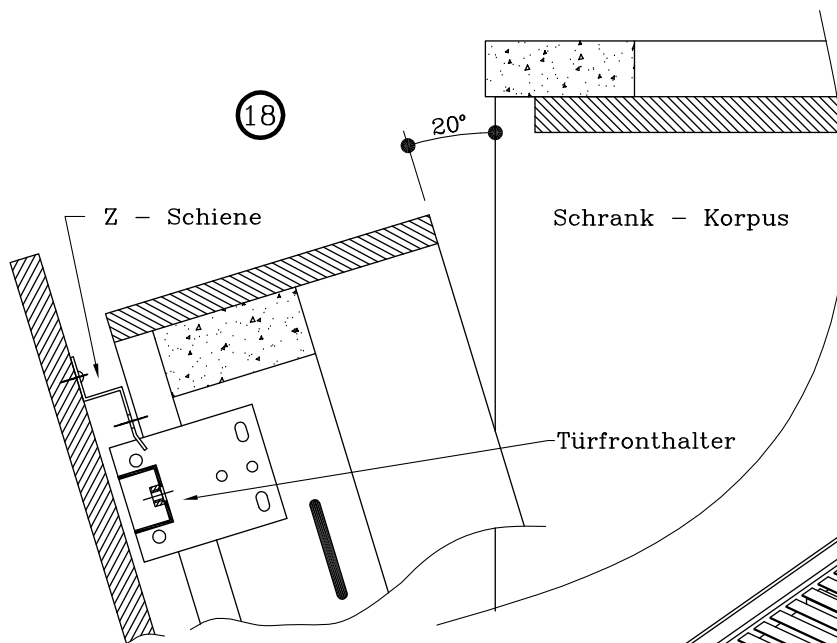 18
20°
Z - Schiene
Schrank - Korpus
Türfronthalter